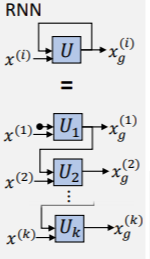 RNN
x^(i) U x_g^(i)
=
x^(1) U_1 x_g^(1)
x^(2) U_2 x_g^(2)
⋮
x^(k) U_k x_g^(k)